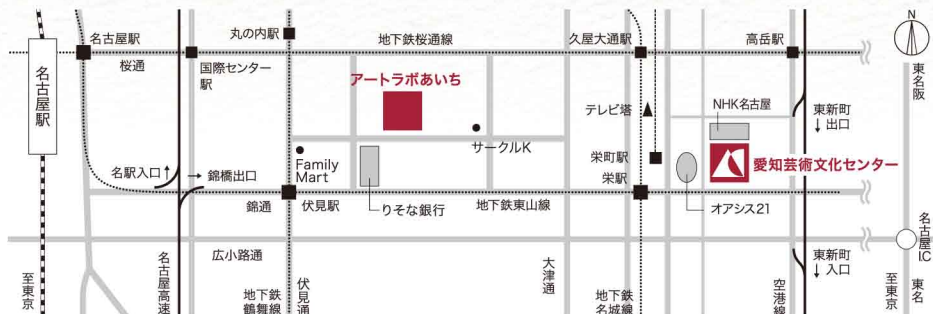 名古屋駅
丸の内駅
地下鉄桜通線
久屋大通駅
高岳駅
N
桜通
国際センター
駅
名古屋駅
アートラボあいち
東名阪
テレビ塔
NHK名古屋
東新町
↓出口
サークルK
名駅入口↑
→ 錦橋出口
Family
Mart
栄町駅
愛知芸術文化センター
錦通
伏見駅
りそな銀行
地下鉄東山線
栄駅
オアシス21
名古屋IC
広小路通
東新町
↓入口
至東京
名古屋高速
地下鉄
鶴舞線
伏見通
大津通
地下鉄
名城線
空港線
至東京
東名